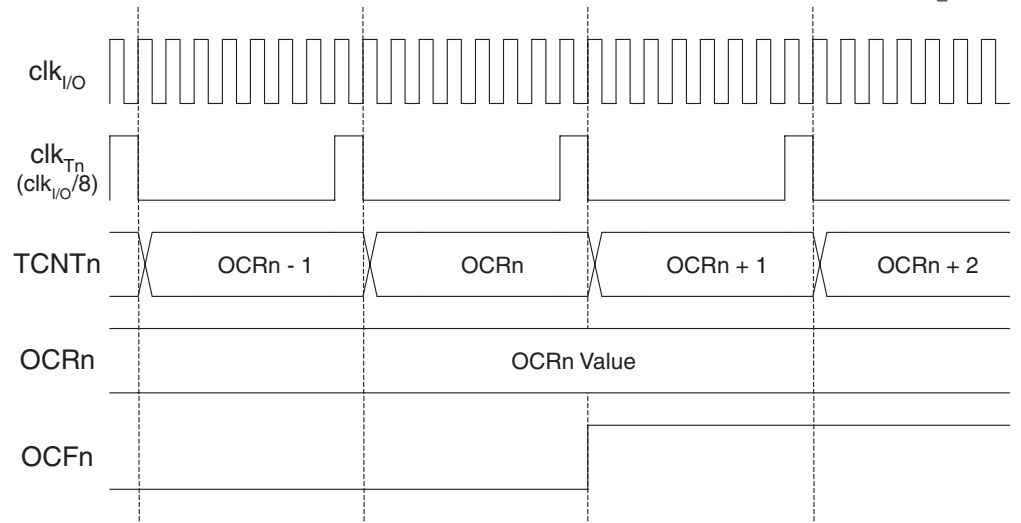 clkI/O
clkTn
(clkI/O/8)
TCNTn
OCRn - 1
OCRn
OCRn + 1
OCRn + 2
OCRn
OCRn Value
OCFn